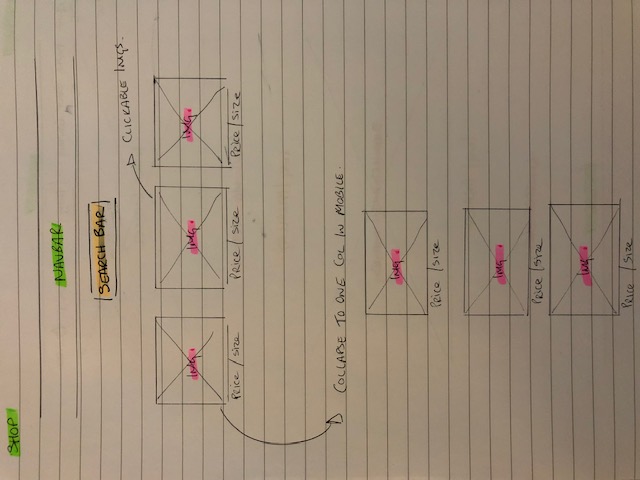 SHOP
NAVBAR
SEARCH BAR
CLICKABLE IMGS.
IMG. IMG. IMG.
PRICE / SIZE PRICE / SIZE PRICE / SIZE
COLLAPSE TO ONE COL IN MOBILE.
IMG.
PRICE / SIZE
IMG.
PRICE / SIZE
IMG.
PRICE / SIZE